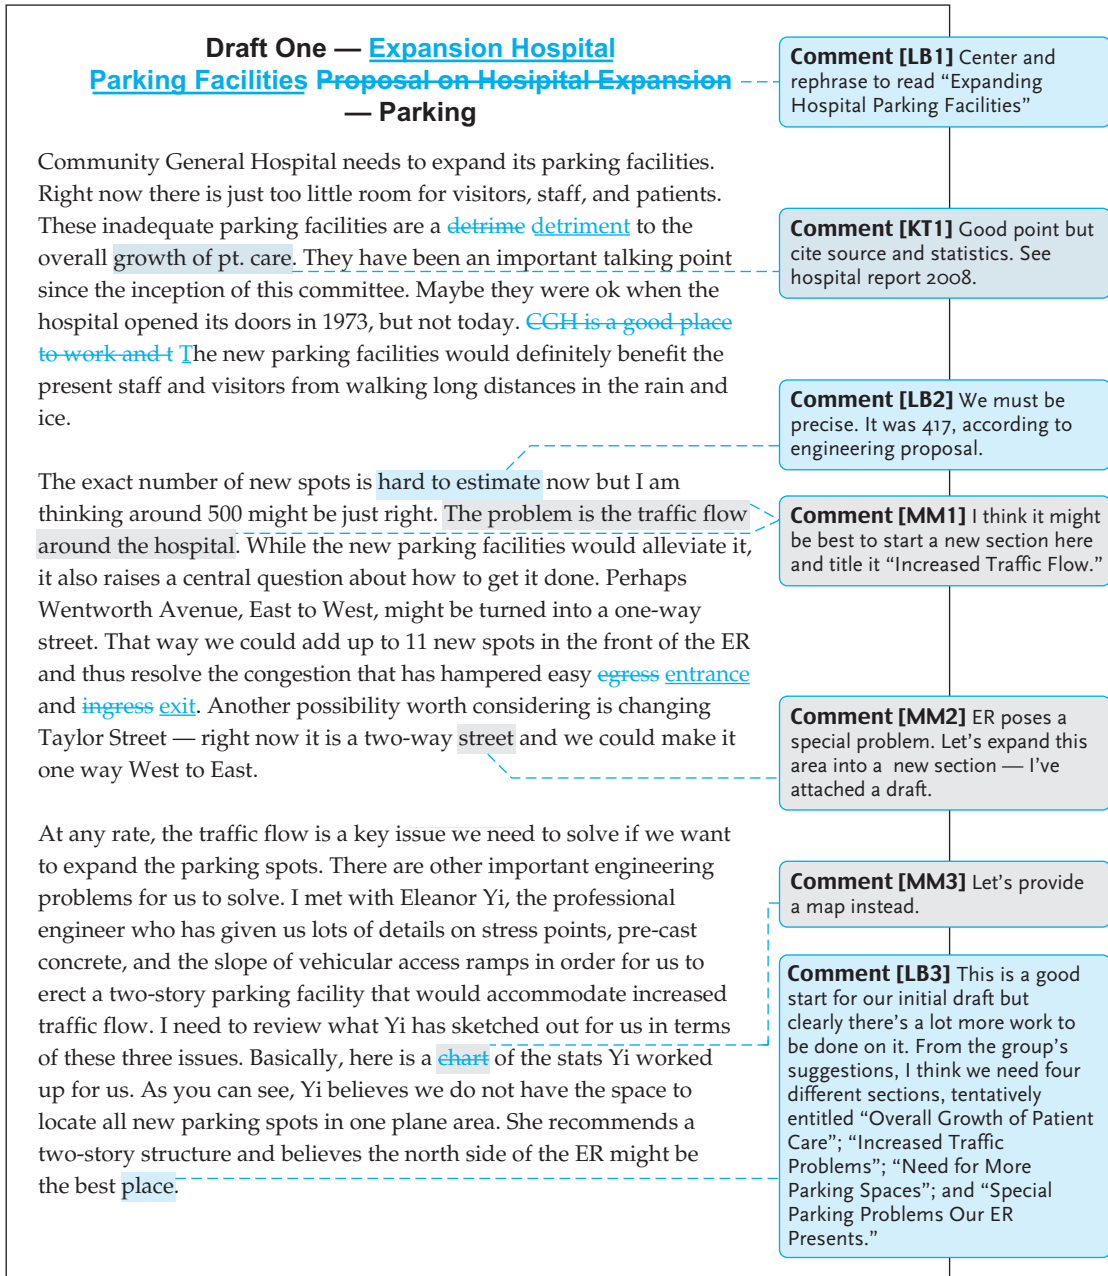 Draft One — Expansion Hospital
Parking Facilities Proposal on Hosipital Expansion
— Parking
Community General Hospital needs to expand its parking facilities.
Right now there is just too little room for visitors, staff, and patients.
These inadequate parking facilities are a detrime detriment to the
overall growth of pt. care. They have been an important talking point
since the inception of this committee. Maybe they were ok when the
hospital opened its doors in 1973, but not today. CGH is a good place
to work and t The new parking facilities would definitely benefit the
present staff and visitors from walking long distances in the rain and
ice.
The exact number of new spots is hard to estimate now but I am
thinking around 500 might be just right. The problem is the traffic flow
around the hospital. While the new parking facilities would alleviate it,
it also raises a central question about how to get it done. Perhaps
Wentworth Avenue, East to West, might be turned into a one-way
street. That way we could add up to 11 new spots in the front of the ER
and thus resolve the congestion that has hampered easy egress entrance
and ingress exit. Another possibility worth considering is changing
Taylor Street — right now it is a two-way street and we could make it
one way West to East.
At any rate, the traffic flow is a key issue we need to solve if we want
to expand the parking spots. There are other important engineering
problems for us to solve. I met with Eleanor Yi, the professional
engineer who has given us lots of details on stress points, pre-cast
concrete, and the slope of vehicular access ramps in order for us to
erect a two-story parking facility that would accommodate increased
traffic flow. I need to review what Yi has sketched out for us in terms
of these three issues. Basically, here is a chart of the stats Yi worked
up for us. As you can see, Yi believes we do not have the space to
locate all new parking spots in one plane area. She recommends a
two-story structure and believes the north side of the ER might be
the best place.
Comment [LB1] Center and
rephrase to read “Expanding
Hospital Parking Facilities”
Comment [KT1] Good point but
cite source and statistics. See
hospital report 2008.
Comment [LB2] We must be
precise. It was 417, according to
engineering proposal.
Comment [MM1] I think it might
be best to start a new section here
and title it “Increased Traffic Flow.”
Comment [MM2] ER poses a
special problem. Let’s expand this
area into a new section — I’ve
attached a draft.
Comment [MM3] Let’s provide
a map instead.
Comment [LB3] This is a good
start for our initial draft but
clearly there’s a lot more work to
be done on it. From the group’s
suggestions, I think we need four
different sections, tentatively
entitled “Overall Growth of Patient
Care”; “Increased Traffic
Problems”; “Need for More
Parking Spaces”; and “Special
Parking Problems Our ER
Presents.”